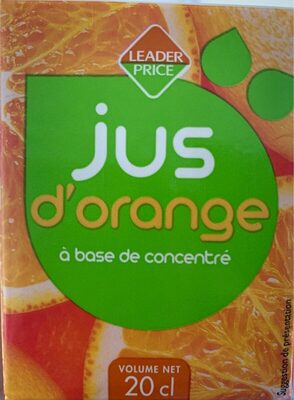 LEADER
PRICE
jus
d'orange
à base de concentré
VOLUME NET
20 cl
Suggestion de présentation